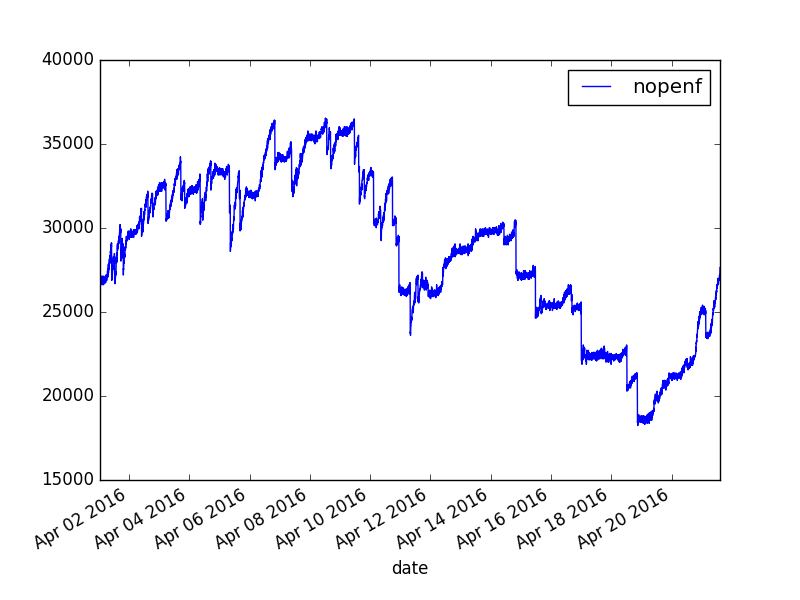 40000
nopenf
35000
30000
25000
20000
15000
Apr 02 2016
Apr 04 2016
Apr 06 2016
Apr 08 2016
Apr 10 2016
Apr 12 2016
Apr 14 2016
Apr 16 2016
Apr 18 2016
Apr 20 2016
date